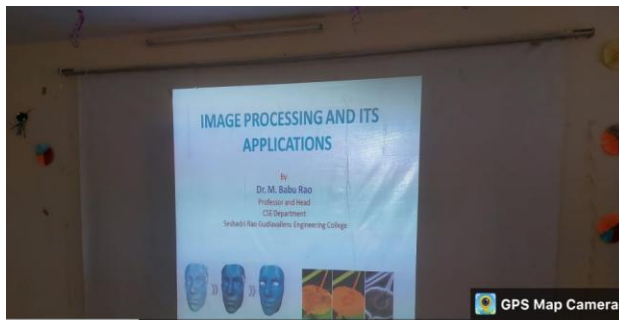 IMAGE PROCESSING AND ITS
APPLICATIONS
By
Dr. M. Babu Rao
Professor and Head
CSE Department
Seshadri Rao Gudlavalleru Engineering College
GPS Map Camera